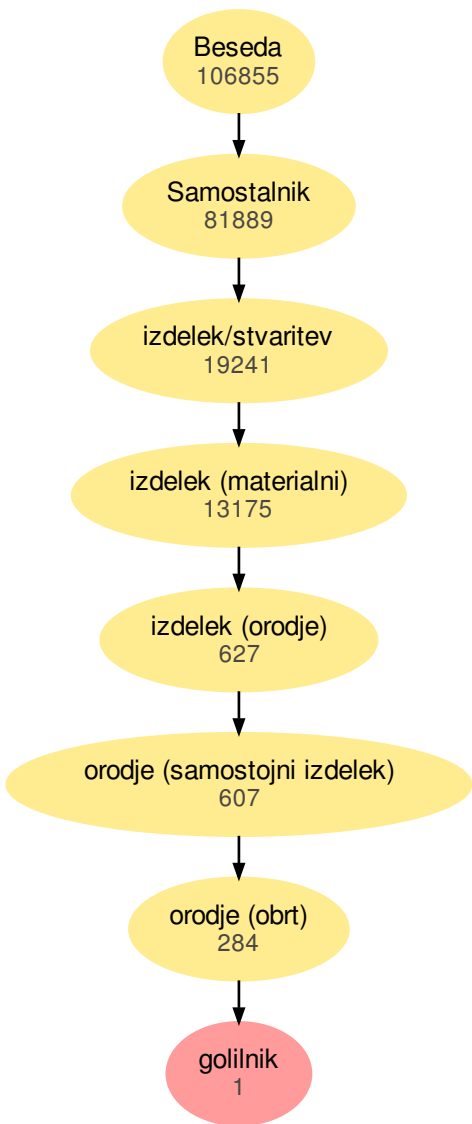 Beseda
106855
Samostalnik
81889
izdelek/stvaritev
19241
izdelek (materialni)
13175
izdelek (orodje)
627
orodje (samostojni izdelek)
607
orodje (obrt)
284
golilnik
1